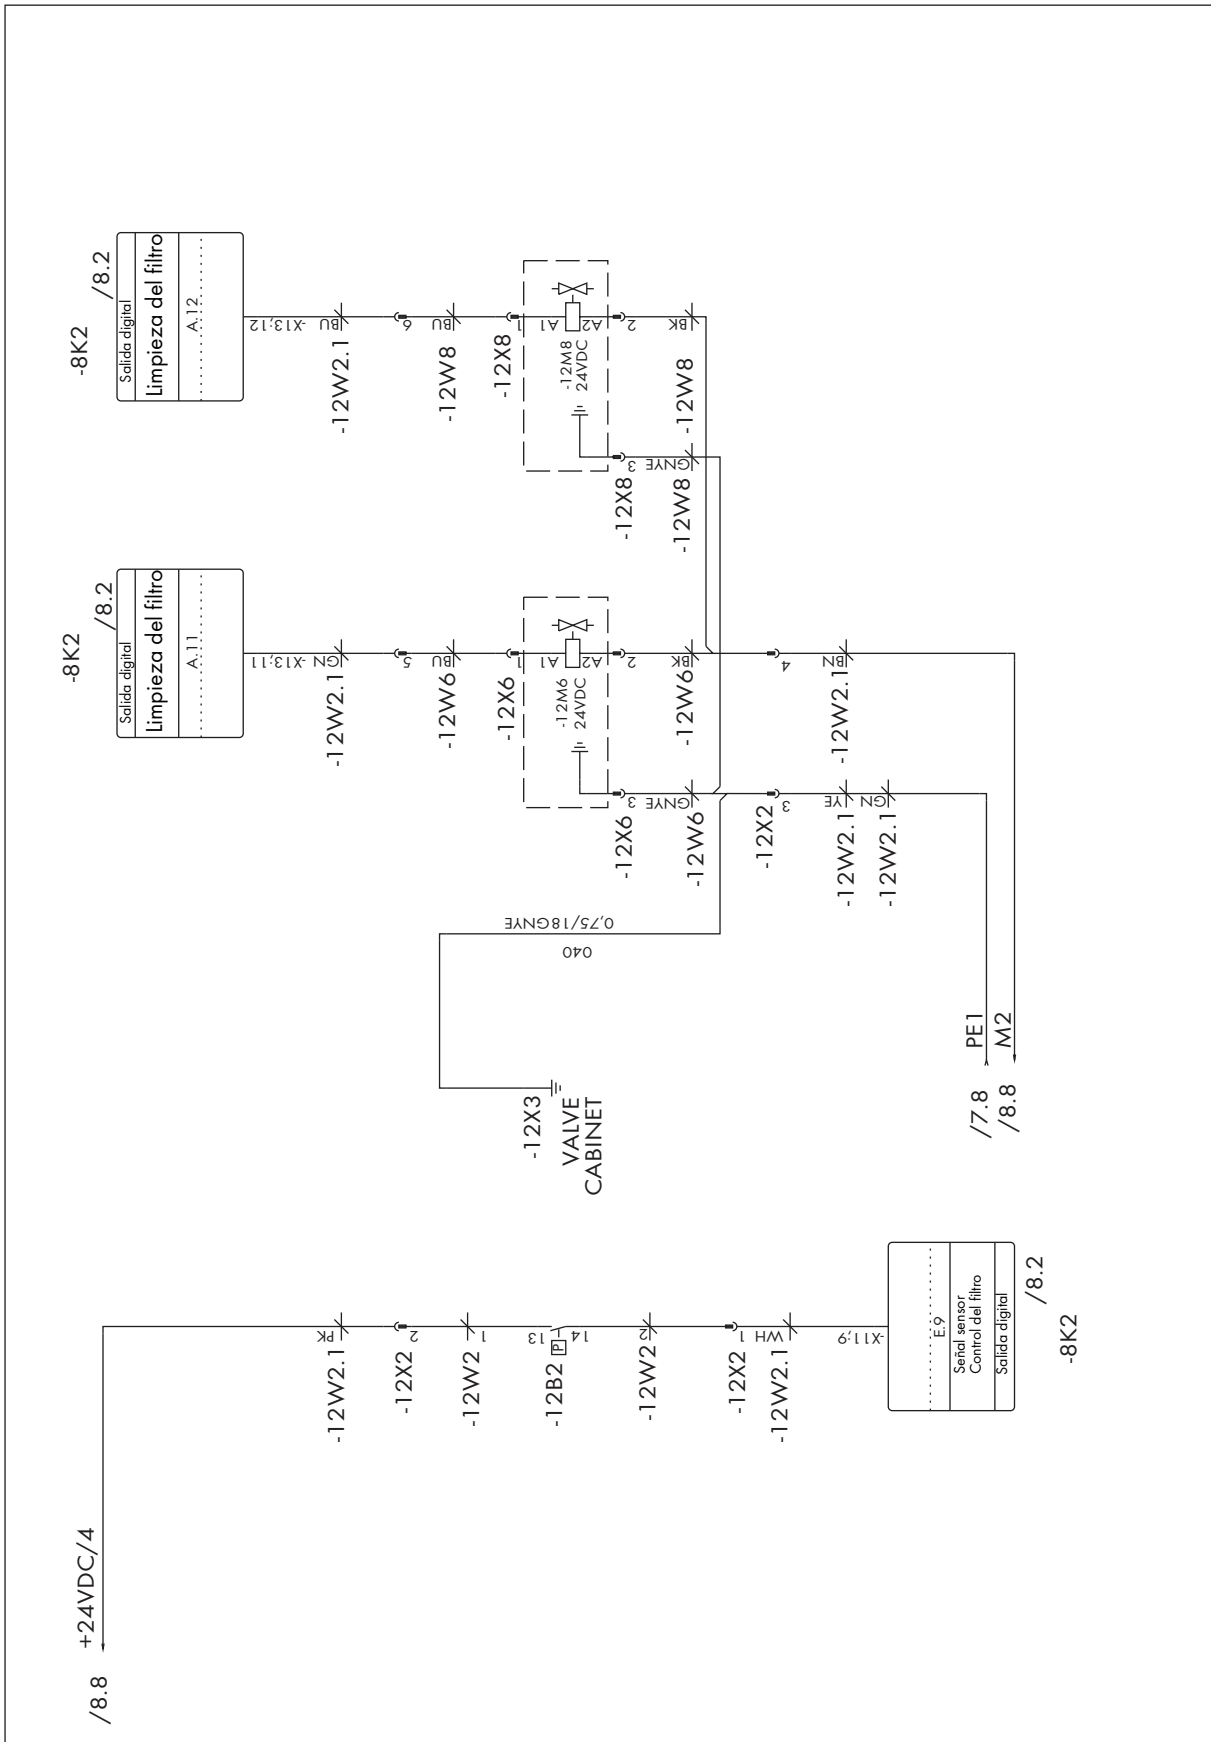 /8.8
+24VDC/4
PK
-12W2.1
2
-12X2
1
-12W2
13
14
P
-12B2
2
-12W2
1
-12X2
WH
-12W2.1
-X11;9
E.9
Señal sensor
Control del filtro
Salida digital
/8.2
-8K2
-12X3
VALVE
CABINET
0,75/18GNYE
040
/7.8
PE1
/8.8
M2
-8K2
/8.2
Salida digital
Limpieza del filtro
A.11
-X13;11
GN
-12W2.1
5
BU
-12W6
1
-12X6
A1
A2
-12M6
24VDC
2
BK
-12W6
3
-12X6
GNYE
-12W6
3
-12X2
4
BN
-12W2.1
YE
-12W2.1
GN
-12W2.1
-8K2
/8.2
Salida digital
Limpieza del filtro
A.12
-X13;12
BU
-12W2.1
6
BU
-12W8
1
-12X8
A1
A2
-12M8
24VDC
2
BK
-12W8
3
-12X8
GNYE
-12W8